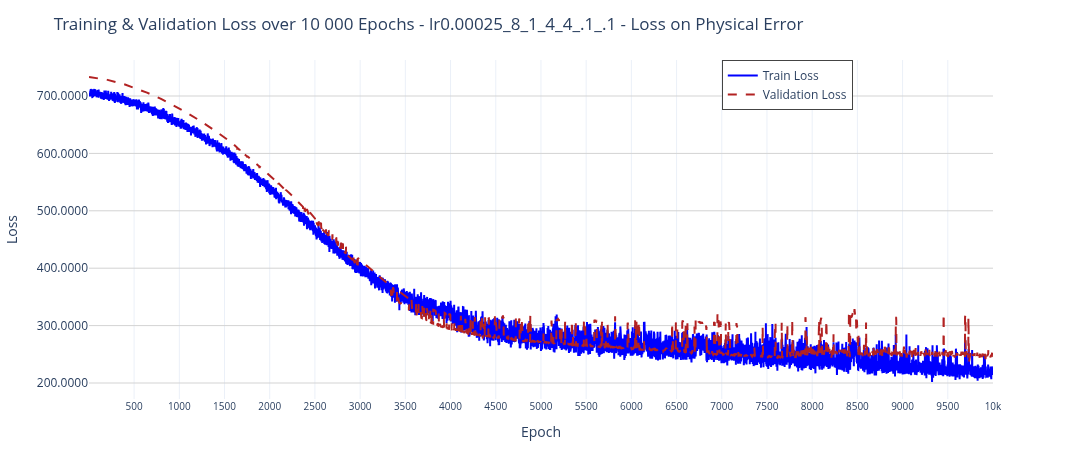 Training & Validation Loss over 10 000 Epochs - lr0.00025_8_1_4_4_.1_.1 - Loss on Physical Error
Train Loss
Validation Loss
700.0000
600.0000
500.0000
400.0000
300.0000
200.0000
Loss
500 1000 1500 2000 2500 3000 3500 4000 4500 5000 5500 6000 6500 7000 7500 8000 8500 9000 9500 10k
Epoch